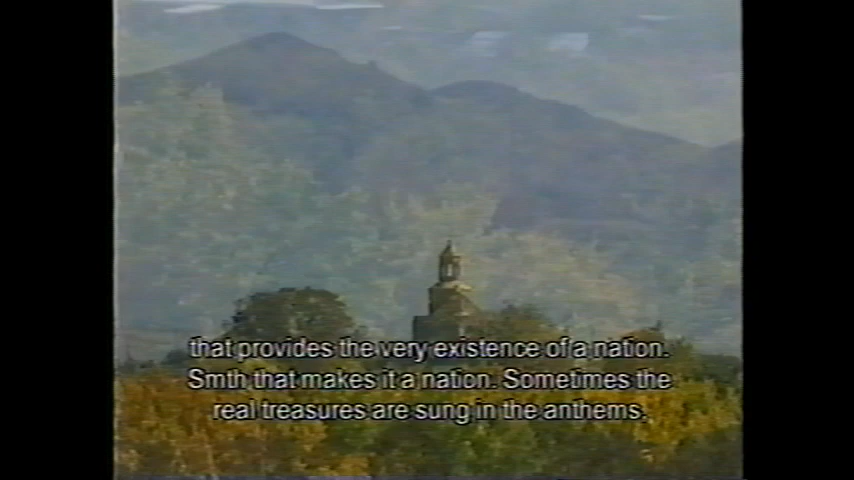 that provides the very existence of a nation.
Smth that makes it a nation. Sometimes the
real treasures are sung in the anthems.